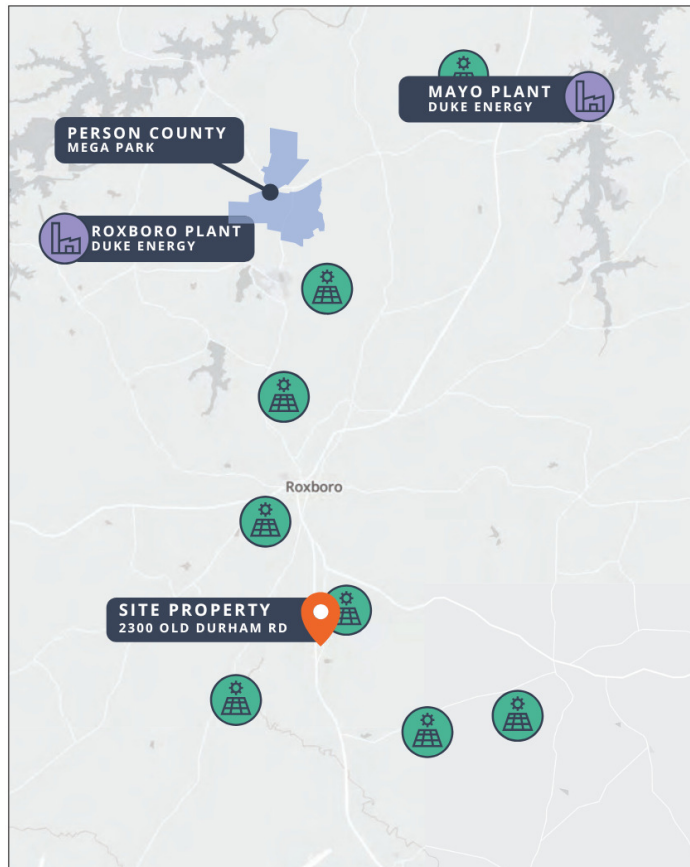 MAYO PLANT
DUKE ENERGY
PERSON COUNTY
MEGA PARK
ROXBORO PLANT
DUKE ENERGY
Roxboro
SITE PROPERTY
2300 OLD DURHAM RD